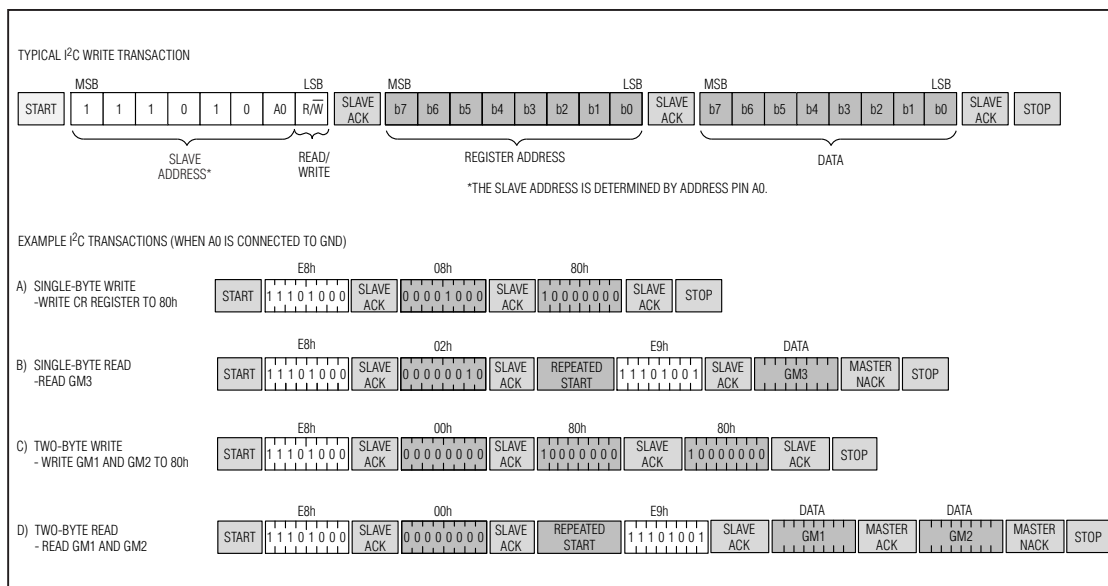 TYPICAL I2C WRITE TRANSACTION
MSB LSB MSB LSB MSB LSB
START 1 1 1 0 1 0 A0 R/W̅ SLAVE ACK b7 b6 b5 b4 b3 b2 b1 b0 SLAVE ACK b7 b6 b5 b4 b3 b2 b1 b0 SLAVE ACK STOP
SLAVE ADDRESS* READ/ WRITE REGISTER ADDRESS DATA
*THE SLAVE ADDRESS IS DETERMINED BY ADDRESS PIN A0.
EXAMPLE I2C TRANSACTIONS (WHEN A0 IS CONNECTED TO GND)
E8h 08h 80h
A) SINGLE-BYTE WRITE
-WRITE CR REGISTER TO 80h
START 11101000 SLAVE ACK 00001000 SLAVE ACK 10000000 SLAVE ACK STOP
E8h 02h E9h DATA
B) SINGLE-BYTE READ
-READ GM3
START 11101000 SLAVE ACK 00000010 SLAVE ACK REPEATED START 11101001 SLAVE ACK GM3 MASTER NACK STOP
E8h 00h 80h 80h
C) TWO-BYTE WRITE
- WRITE GM1 AND GM2 TO 80h
START 11101000 SLAVE ACK 00000000 SLAVE ACK 10000000 SLAVE ACK 10000000 SLAVE ACK STOP
E8h 00h E9h DATA DATA
D) TWO-BYTE READ
- READ GM1 AND GM2
START 11101000 SLAVE ACK 00000000 SLAVE ACK REPEATED START 11101001 SLAVE ACK GM1 MASTER ACK GM2 MASTER NACK STOP